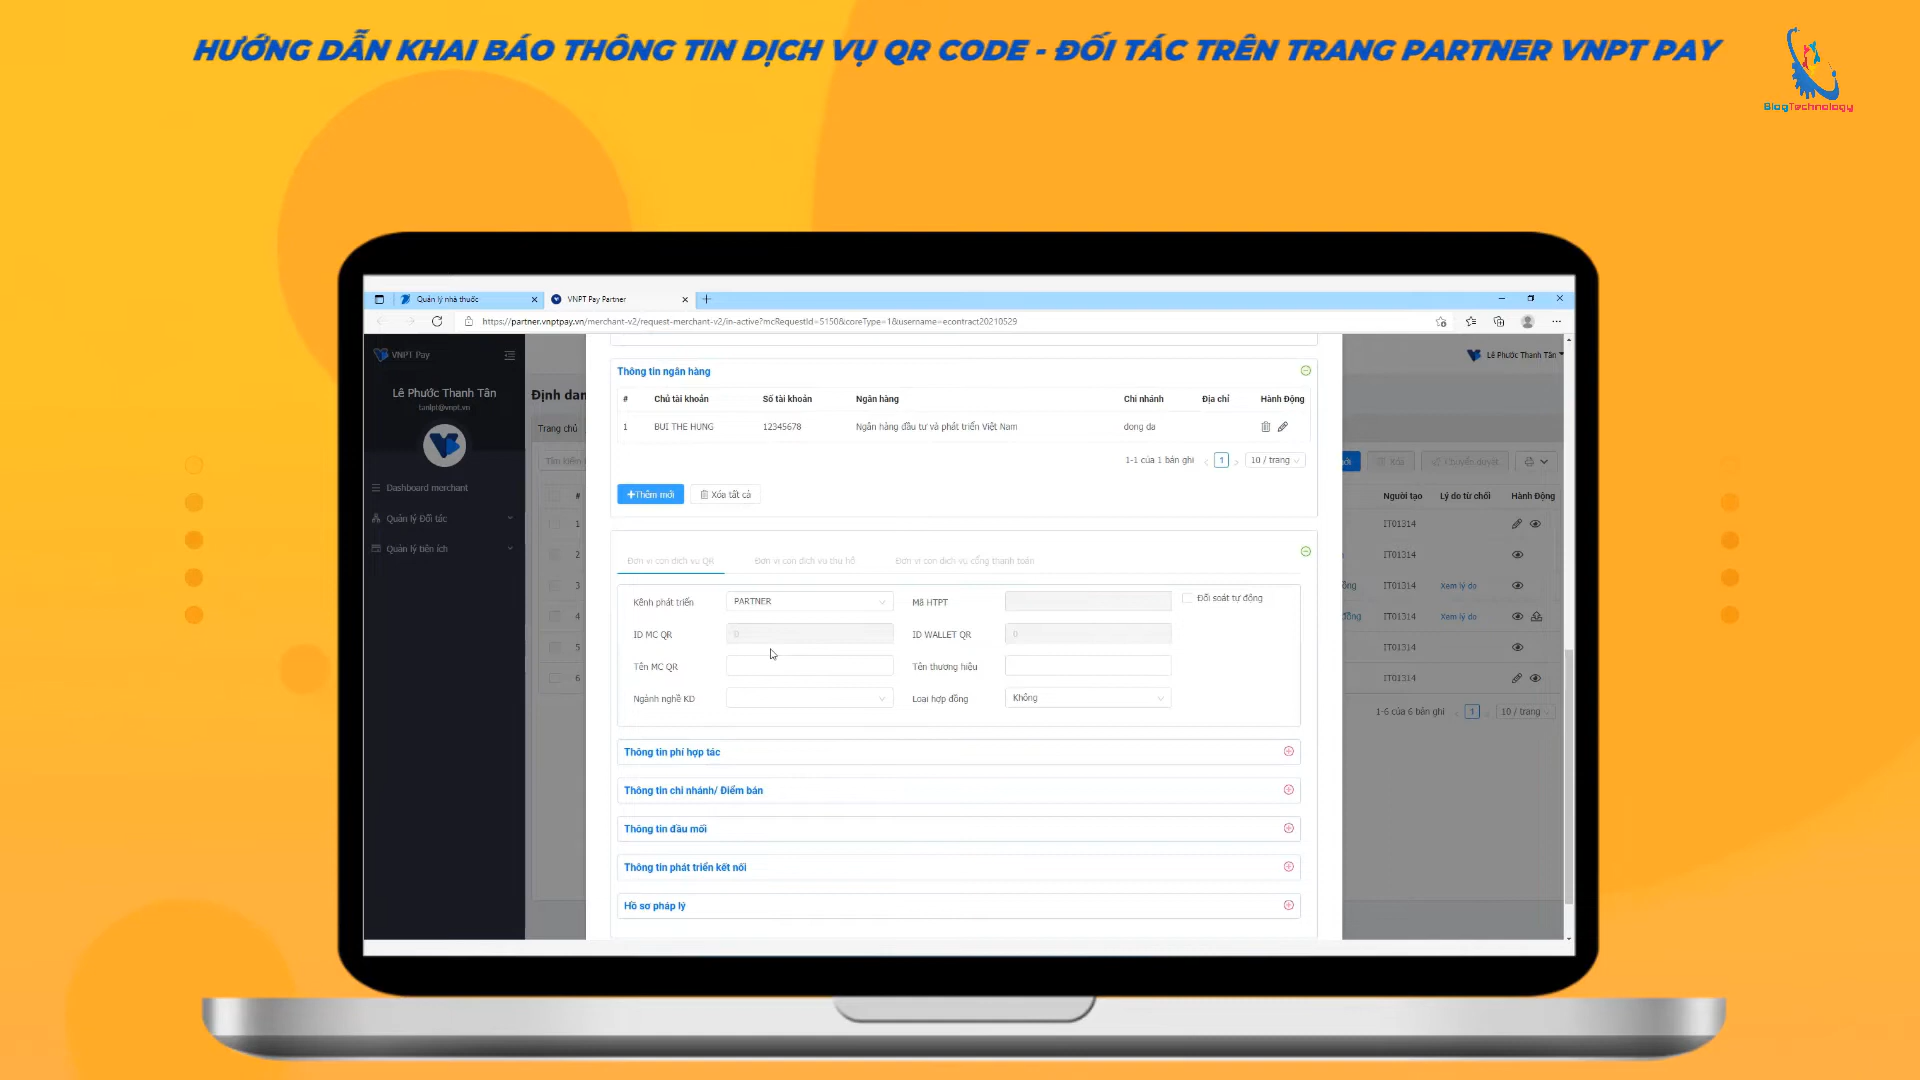 HƯỚNG DẪN KHAI BÁO THÔNG TIN DỊCH VỤ QR CODE - ĐỐI TÁC TRÊN TRANG PARTNER VNPT PAY
BlogTechnology
Quản lý nhà thuốc
VNPT Pay Partner
https://partner.vnptpay.vn/merchant-v2/request-merchant-v2/in-active?mcRequestId=5150&coreType=1&username=econtract20210529
VNPT Pay
Lê Phước Thanh Tân
Lê Phước Thanh Tân
tanlpt@vnpt.vn
Dashboard merchant
Quản lý Đối tác
Quản lý tiện ích
Định dan
Trang chủ
Tìm kiếm
#
1
2
3
4
5
6
Thông tin ngân hàng
# Chủ tài khoản Số tài khoản Ngân hàng Chi nhánh Địa chỉ Hành Động
1 BUI THE HUNG 12345678 Ngân hàng đầu tư và phát triển Việt Nam dong da
1-1 của 1 bản ghi 1 10 / trang
Thêm mới Xóa tất cả
Đơn vị con dịch vụ QR Đơn vị con dịch vụ thu hộ Đơn vị con dịch vụ cổng thanh toán
Kênh phát triển PARTNER Mã HTPT Đối soát tự động
ID MC QR 0 ID WALLET QR 0
Tên MC QR Tên thương hiệu
Ngành nghề KD Loại hợp đồng Không
Thông tin phí hợp tác
Thông tin chi nhánh/ Điểm bán
Thông tin đầu mối
Thông tin phát triển kết nối
Hồ sơ pháp lý
Xóa Chuyển duyệt
Người tạo Lý do từ chối Hành Động
IT01314
IT01314
IT01314 Xem lý do
IT01314 Xem lý do
IT01314
IT01314
1-6 của 6 bản ghi 1 10 / trang